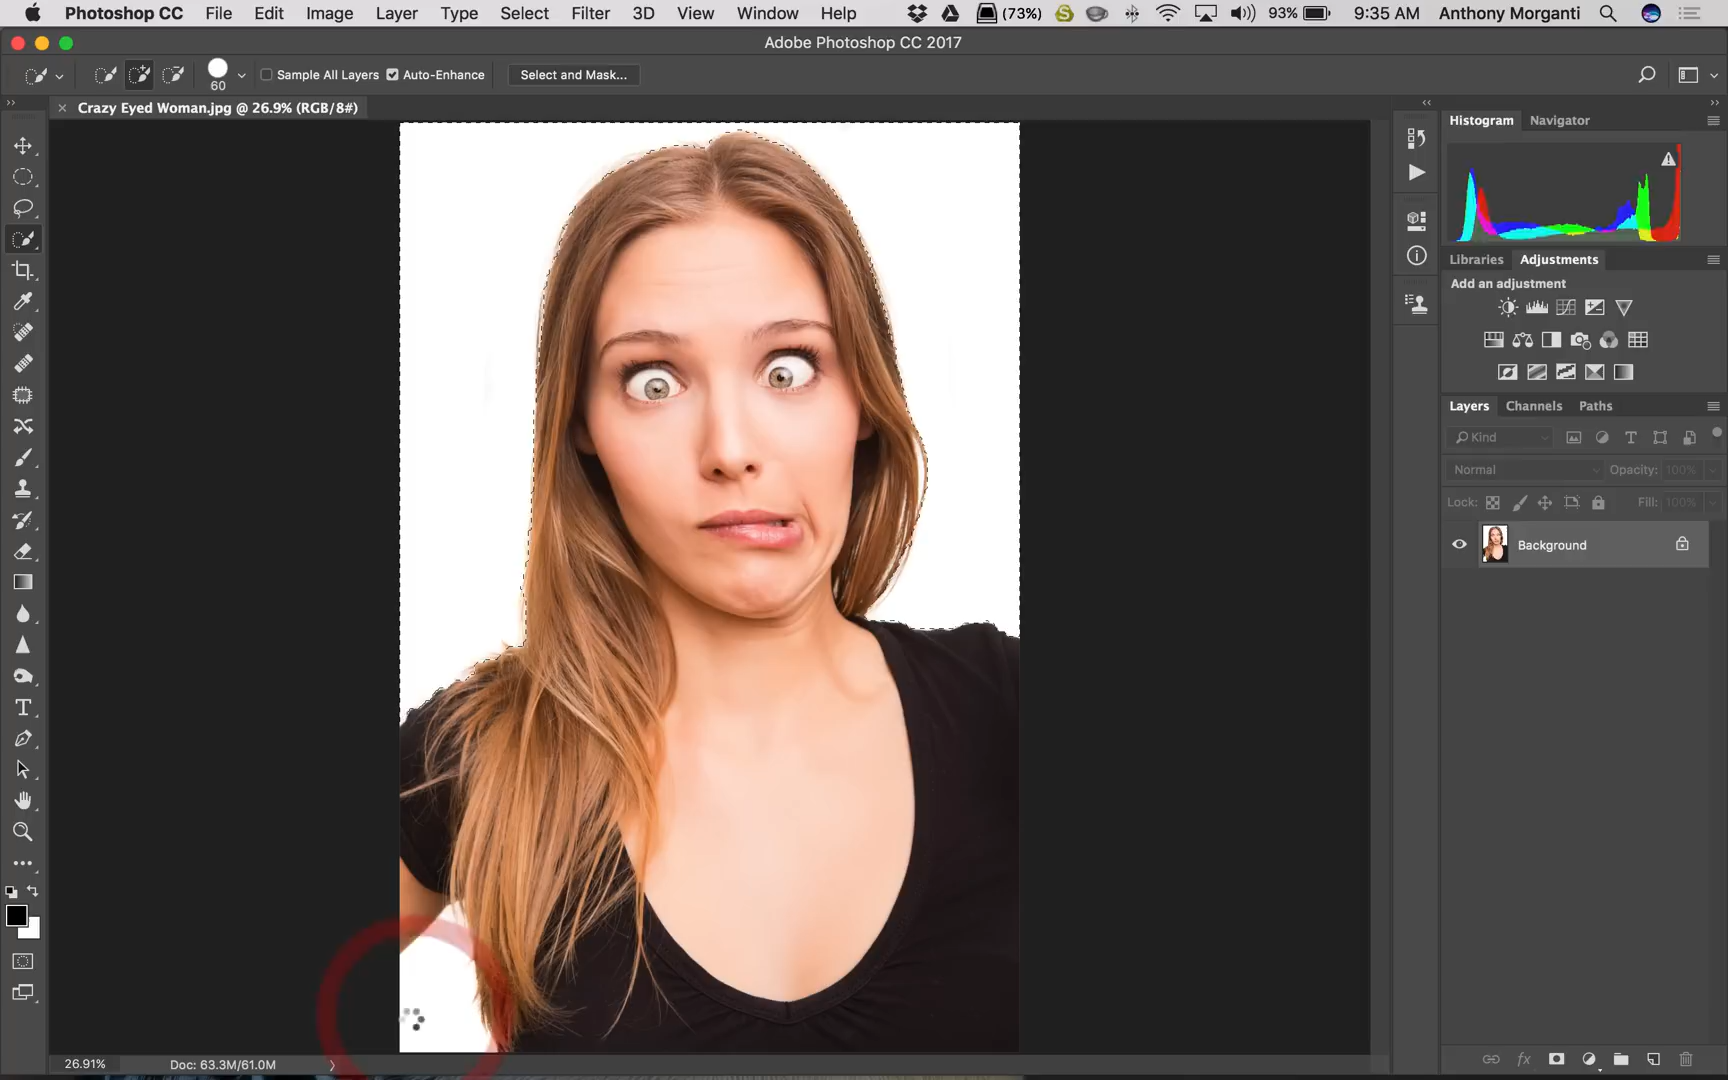 Photoshop CC File Edit Image Layer Type Select Filter 3D View Window Help (73%) 93% 9:35 AM Anthony Morganti
Adobe Photoshop CC 2017
60 Sample All Layers Auto-Enhance Select and Mask...
Crazy Eyed Woman.jpg @ 26.9% (RGB/8#)
Histogram Navigator
Libraries Adjustments
Add an adjustment
Layers Channels Paths
Kind
Normal Opacity: 100%
Lock: Fill: 100%
Background
26.91% Doc: 63.3M/61.0M